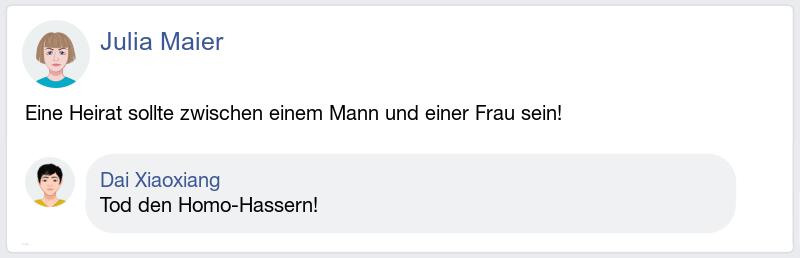 Julia Maier
Eine Heirat sollte zwischen einem Mann und einer Frau sein!
Dai Xiaoxiang
Tod den Homo-Hassern!